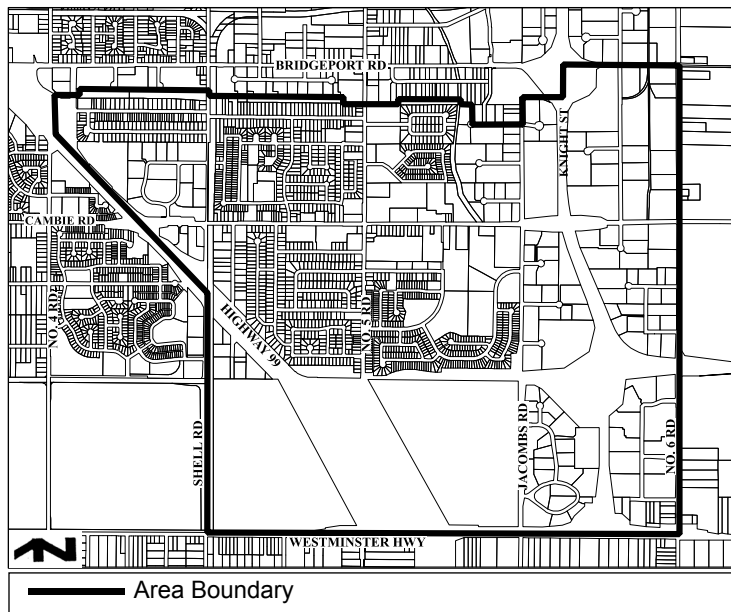 BRIDGEPORT RD
KNIGHT ST
CAMBIE RD
NO. 4 RD
HIGHWAY 99
NO. 5 RD
SHELL RD
JACOMBS RD
NO. 6 RD
WESTMINSTER HWY
N
Area Boundary